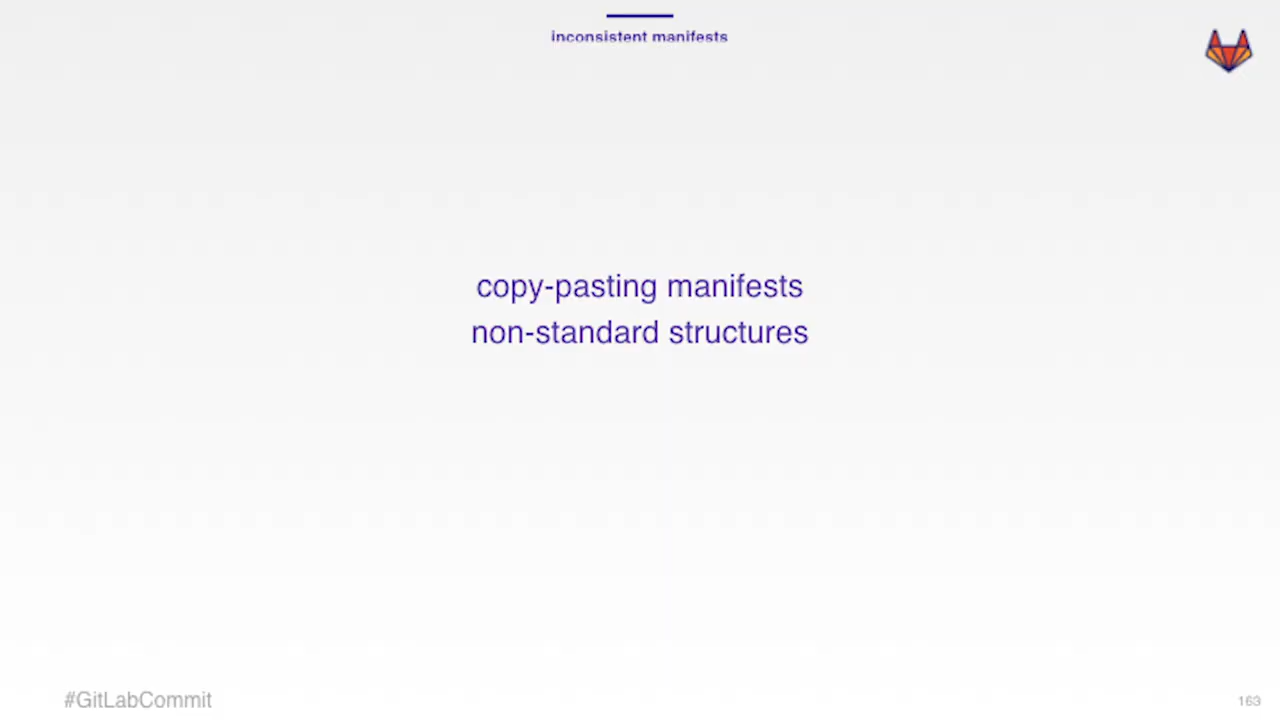 inconsistent manifests
copy-pasting manifests
non-standard structures
#GitLabCommit
163